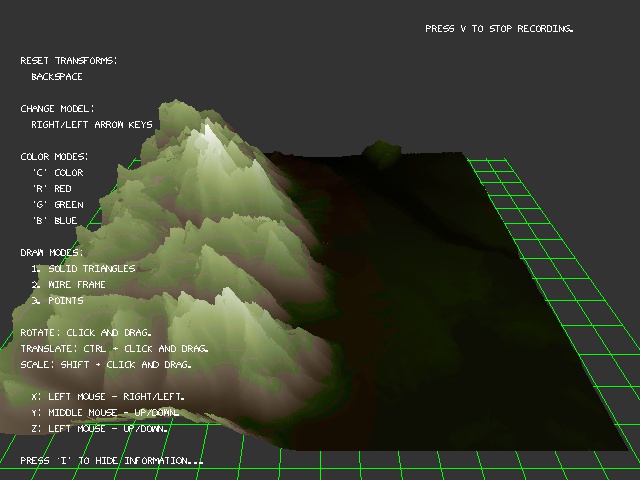 PRESS V TO STOP RECORDING.
RESET TRANSFORMS:
BACKSPACE
CHANGE MODEL:
RIGHT/LEFT ARROW KEYS
COLOR MODES:
'C' COLOR
'R' RED
'G' GREEN
'B' BLUE
DRAW MODES:
1. SOLID TRIANGLES
2. WIRE FRAME
3. POINTS
ROTATE: CLICK AND DRAG.
TRANSLATE: CTRL + CLICK AND DRAG.
SCALE: SHIFT + CLICK AND DRAG.
X: LEFT MOUSE - RIGHT/LEFT.
Y: MIDDLE MOUSE - UP/DOWN.
Z: LEFT MOUSE - UP/DOWN.
PRESS 'I' TO HIDE INFORMATION...